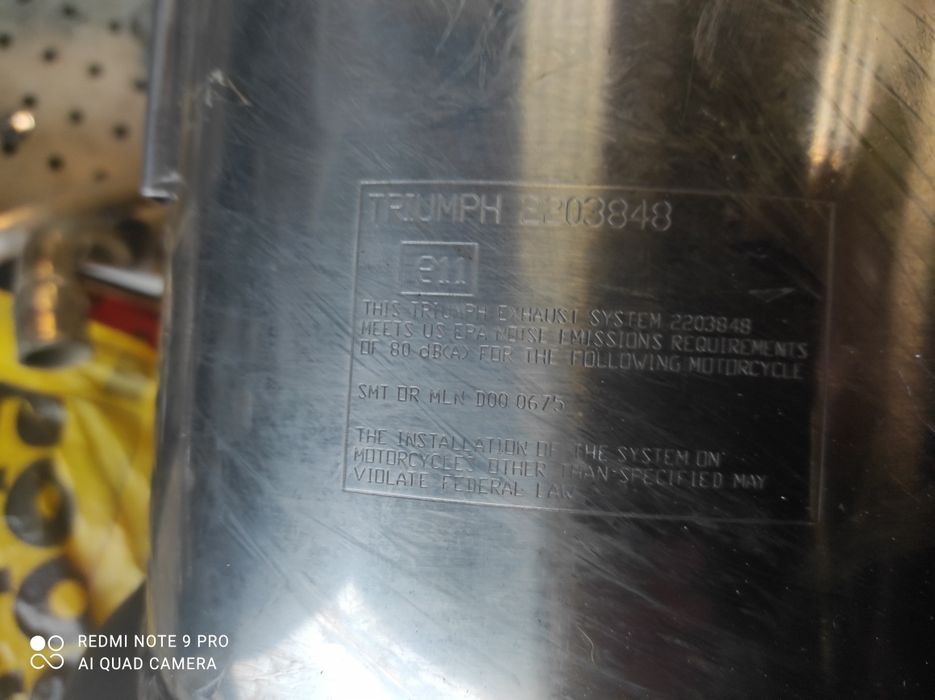 TRIUMPH 2203848
e11
THIS TRIUMPH EXHAUST SYSTEM 2203848
MEETS US EPA NOISE EMISSIONS REQUIREMENTS
OF 80 dB(A) FOR THE FOLLOWING MOTORCYCLE
SMT OR MLN D00 0675
THE INSTALLATION OF THE SYSTEM ON
MOTORCYCLES OTHER THAN SPECIFIED MAY
VIOLATE FEDERAL LAW
REDMI NOTE 9 PRO
AI QUAD CAMERA